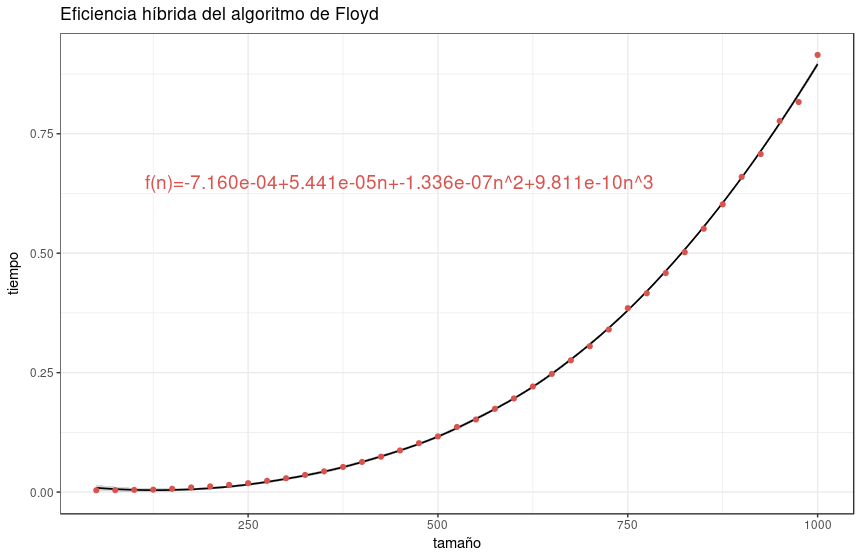 Eficiencia híbrida del algoritmo de Floyd
f(n)=-7.160e-04+5.441e-05n+-1.336e-07n^2+9.811e-10n^3
0.75
0.50
0.25
0.00
tiempo
250
500
750
1000
tamaño